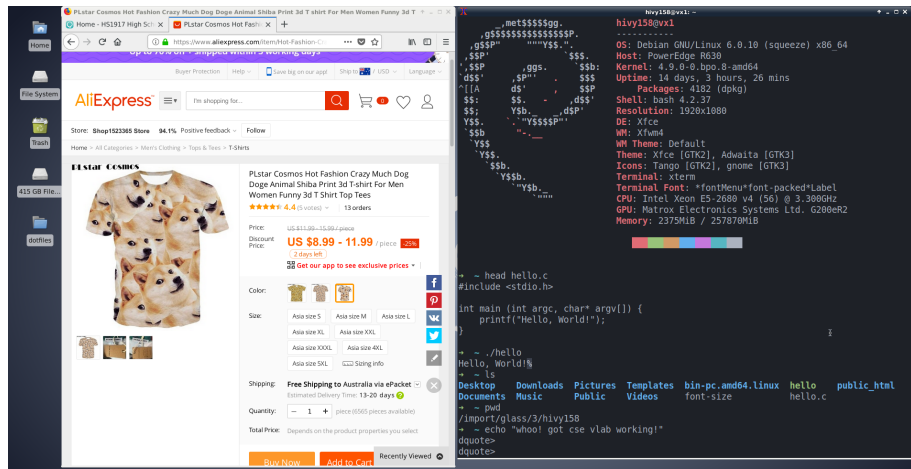 Home
File System
Trash
415 GB File...
dotfiles
PLstar Cosmos Hot Fashion Crazy Much Dog Doge Animal Shiba Print 3d T shirt For Men Women Funny 3d T
Home - HS1917 High Sch
PLstar Cosmos Hot Fashi
https://www.aliexpress.com/item/Hot-Fashion-C
Up to 70% off + shipped within 5 working days
Buyer Protection
Help
Save big on our app!
Ship to / USD
Language
AliExpress
I'm shopping for...
0
Store: Shop1523365 Store 94.1% Positive feedback
Follow
Home > All Categories > Men's Clothing > Tops & Tees > T-Shirts
PLstar Cosmos
PLstar Cosmos Hot Fashion Crazy Much Dog
Doge Animal Shiba Print 3d T-shirt For Men
Women Funny 3d T Shirt Top Tees
4.4 (5 votes) 13 orders
Price: US $11.99 - 15.99 / piece
Discount Price: US $8.99 - 11.99 / piece -25%
2 days left
Get our app to see exclusive prices
Color:
Size: Asia size S Asia size M Asia size L
Asia size XL Asia size XXL
Asia size XXXL Asia size 4XL
Asia size 5XL Sizing info
Shipping: Free Shipping to Australia via ePacket
Estimated Delivery Time: 13-20 days
Quantity: − 1 + piece (6565 pieces available)
Total Price: Depends on the product properties you select
Buy Now
Add to Cart
Recently Viewed
hivy158@vx1: ~
hivy158@vx1
-----------
OS: Debian GNU/Linux 6.0.10 (squeeze) x86_64
Host: PowerEdge R630
Kernel: 4.9.0-0.bpo.8-amd64
Uptime: 14 days, 3 hours, 26 mins
Packages: 4182 (dpkg)
Shell: bash 4.2.37
Resolution: 1920x1080
DE: Xfce
WM: Xfwm4
WM Theme: Default
Theme: Xfce [GTK2], Adwaita [GTK3]
Icons: Tango [GTK2], gnome [GTK3]
Terminal: xterm
Terminal Font: *fontMenu*font-packed*Label
CPU: Intel Xeon E5-2680 v4 (56) @ 3.300GHz
GPU: Matrox Electronics Systems Ltd. G200eR2
Memory: 2375MiB / 257870MiB
→ ~ head hello.c
#include <stdio.h>
int main (int argc, char* argv[]) {
printf("Hello, World!");
}
→ ~ ./hello
Hello, World!%
→ ~ ls
Desktop Downloads Pictures Templates bin-pc.amd64.linux hello public_html
Documents Music Public Videos font-size hello.c
→ ~ pwd
/import/glass/3/hivy158
→ ~ echo "whoo! got cse vlab working!"
dquote>
dquote>